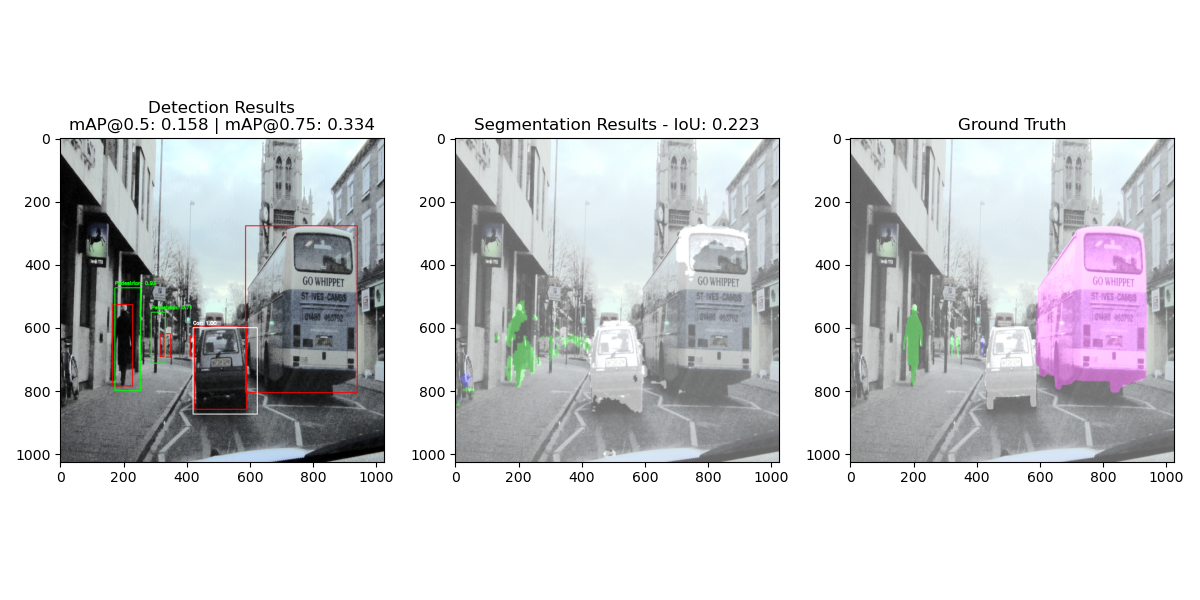 Detection Results
mAP@0.5: 0.158 | mAP@0.75: 0.334
Segmentation Results - IoU: 0.223
Ground Truth
0
200
400
600
800
1000
0 200 400 600 800 1000
GO WHIPPET
ST·IVES-CAMBS
0
200
400
600
800
1000
0 200 400 600 800 1000
GO WHIPPET
ST·IVES-CAMBS
0
200
400
600
800
1000
0 200 400 600 800 1000
GO WHIPPET
ST·IVES-CAMBS